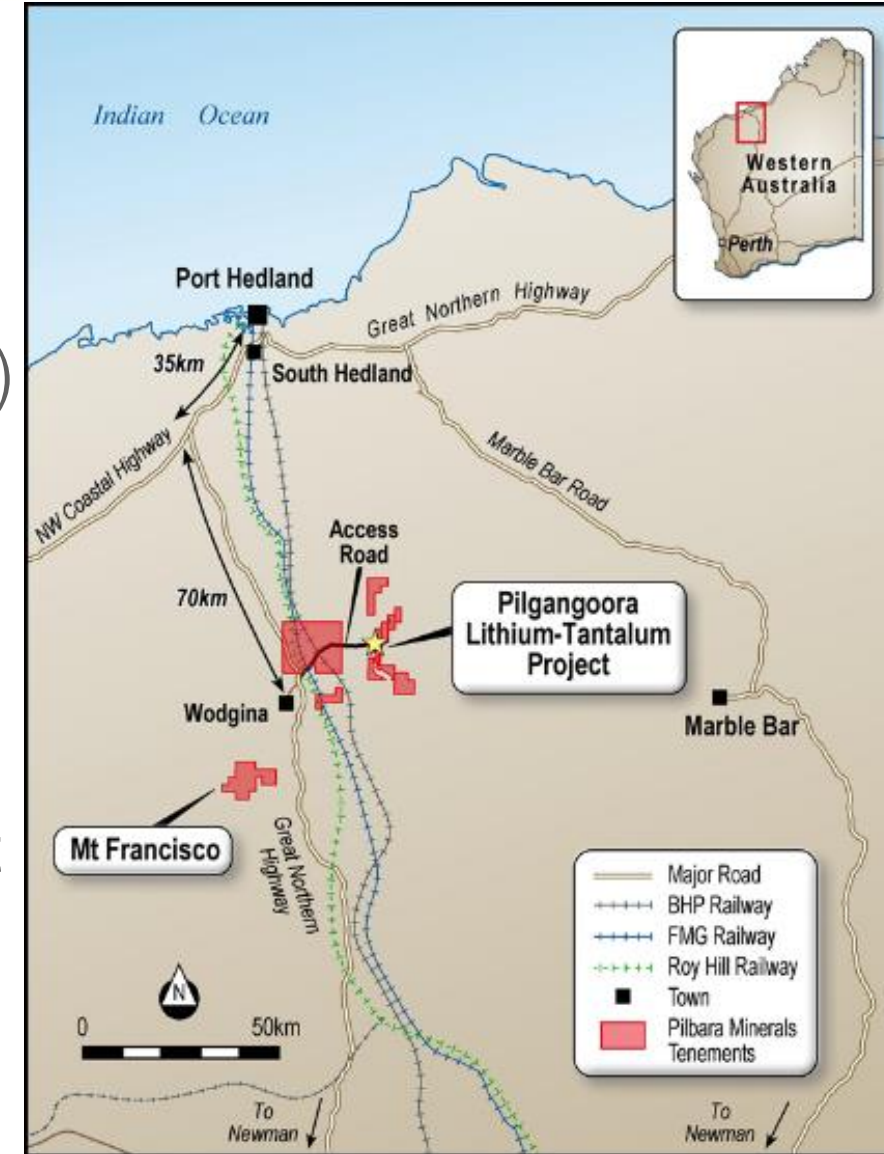 Indian Ocean
Western
Australia
Perth
Port Hedland
Great Northern Highway
35km
South Hedland
)
NW Coastal Highway
Marble Bar Road
Access
Road
70km
Pilgangoora
Lithium-Tantalum
Project
Wodgina
Marble Bar
Mt Francisco
Great Northern
Highway
Major Road
BHP Railway
FMG Railway
Roy Hill Railway
Town
Pilbara Minerals
Tenements
N
0 50km
To
Newman
To
Newman